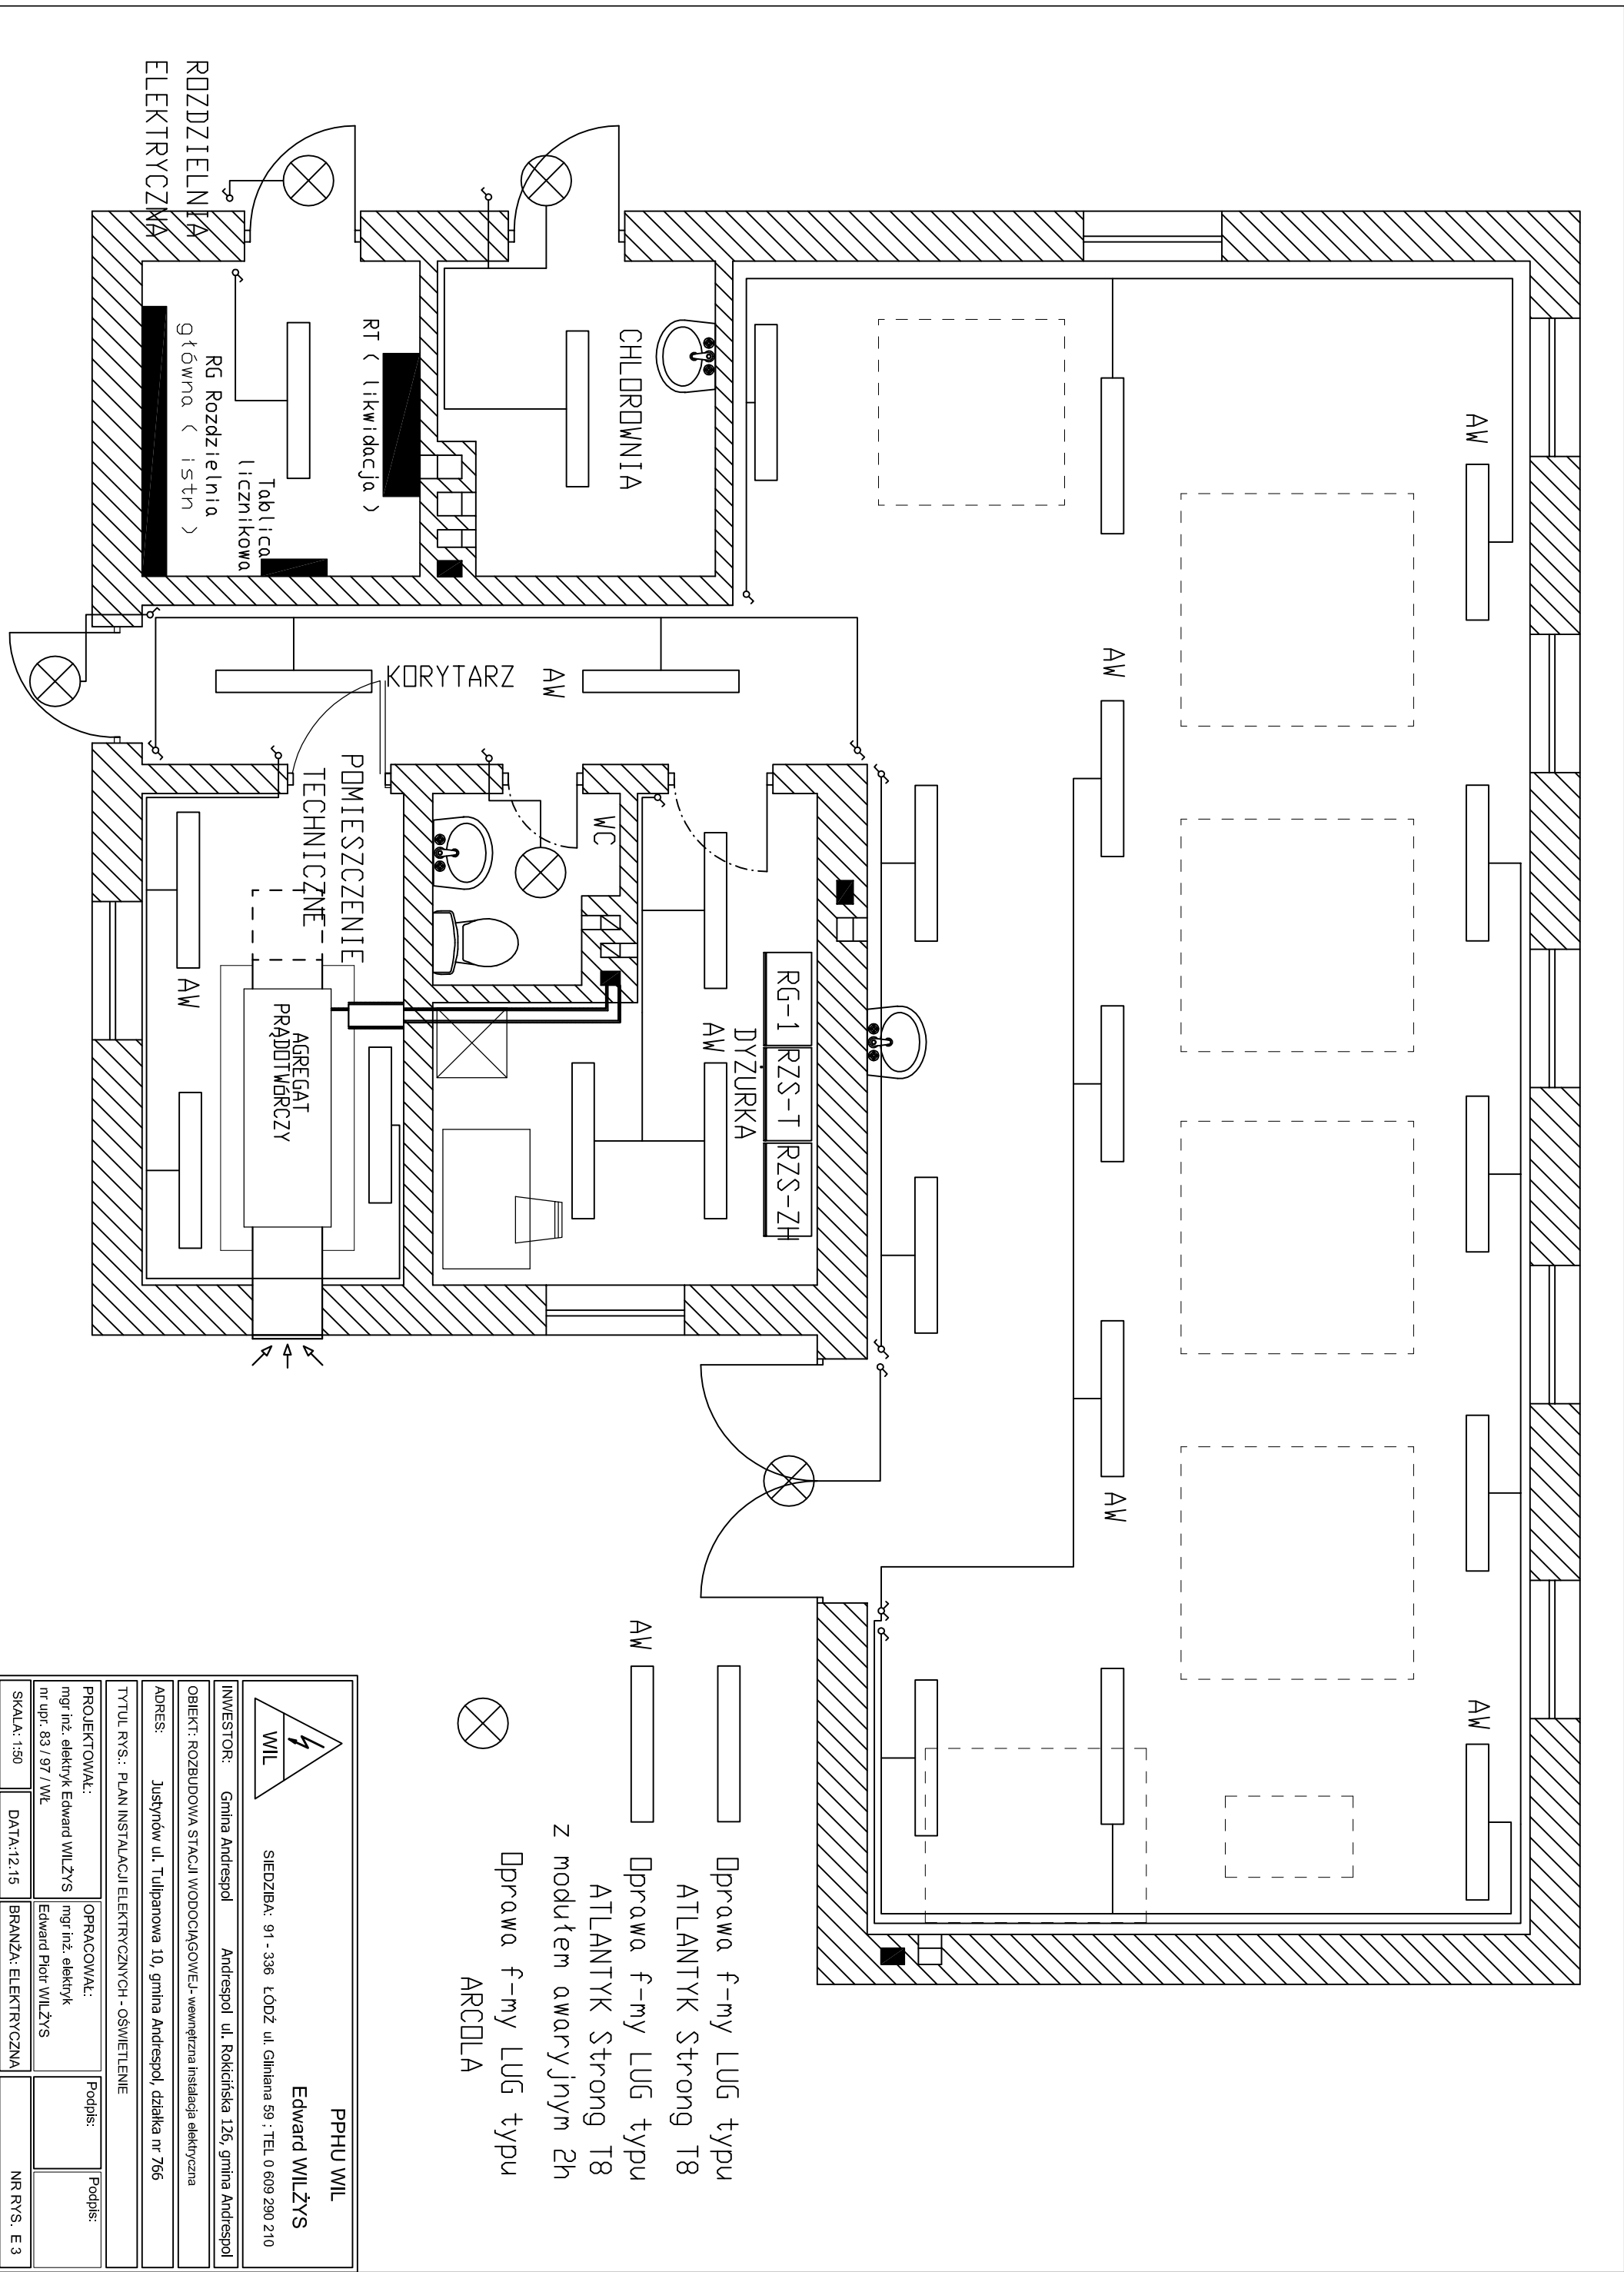 ROZDZIELNIA
ELEKTRYCZNA
RT ( likwidacja )
RG Rozdzielnia
główna ( istn )
Tablica
licznikowa
CHLOROWNIA
AW
AW
KORYTARZ
AW
POMIESZCZENIE
TECHNICZNE
WC
AW
AGREGAT
PRĄDOTWÓRCZY
RG-1
RZS-T
RZS-ZH
DYŻURKA
AW
AW
AW
AW
Oprawa f-my LUG typu
ATLANTYK Strong T8
Oprawa f-my LUG typu
ATLANTYK Strong T8
z modułem awaryjnym 2h
Oprawa f-my LUG typu
ARCOLA
WIL
PPHU WIL
Edward WILŻYS
SIEDZIBA: 91 - 336 ŁÓDŹ ul. Gliniana 59 ; TEL 0 609 290 210
INWESTOR: Gmina Andrespol Andrespol ul. Rokicińska 126, gmina Andrespol
OBIEKT: ROZBUDOWA STACJI WODOCIĄGOWEJ- wewnętrzna instalacja elektryczna
ADRES: Justynów ul. Tulipanowa 10, gmina Andrespol, działka nr 766
TYTUL RYS.: PLAN INSTALACJI ELEKTRYCZNYCH - OŚWIETLENIE
PROJEKTOWAŁ:
mgr inż. elektryk Edward WILŻYS
nr upr. 83 / 97 / WŁ
OPRACOWAŁ:
mgr inż. elektryk
Edward Piotr WILŻYS
Podpis:
Podpis:
SKALA: 1:50
DATA:12.15
BRANŻA: ELEKTRYCZNA
NR RYS. E 3